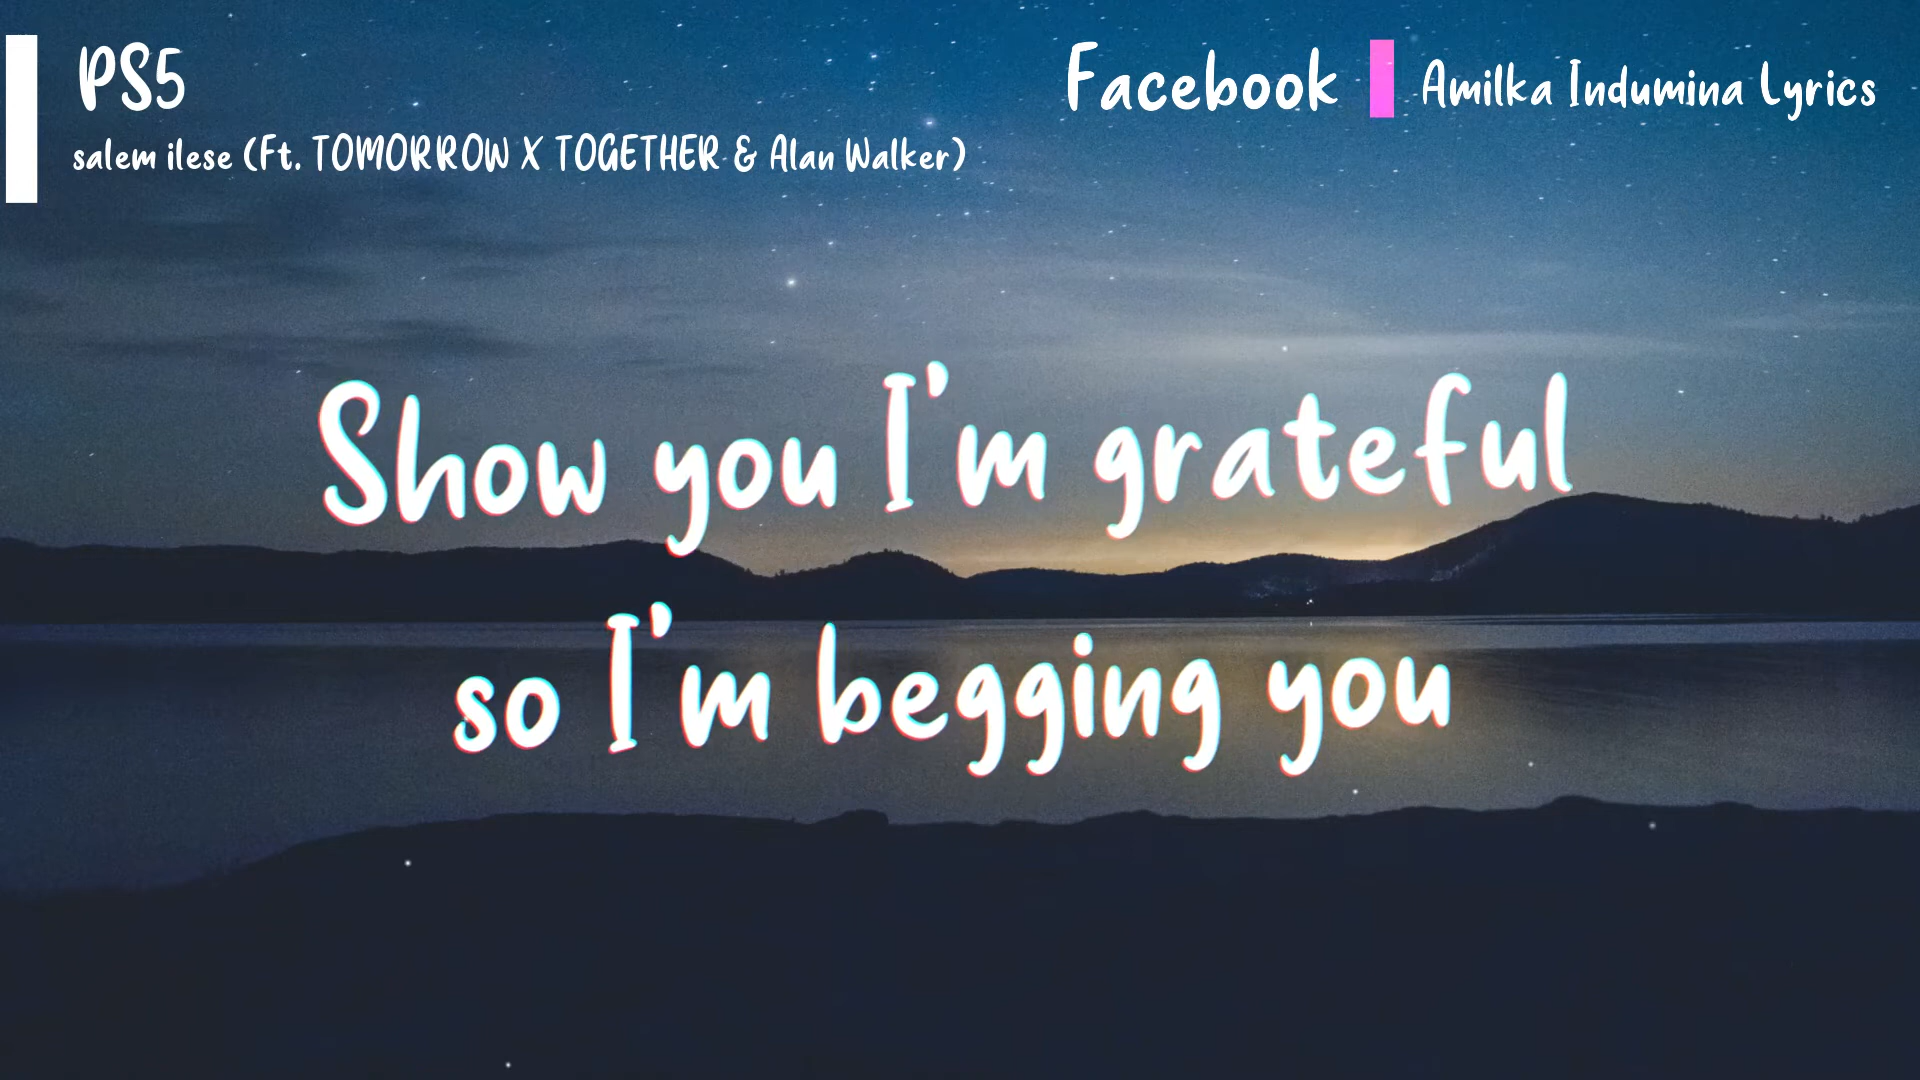 PS5
salem ilese (Ft. TOMORROW X TOGETHER & Alan Walker)
Facebook Amilka Indumina Lyrics
Show you I'm grateful
so I'm begging you